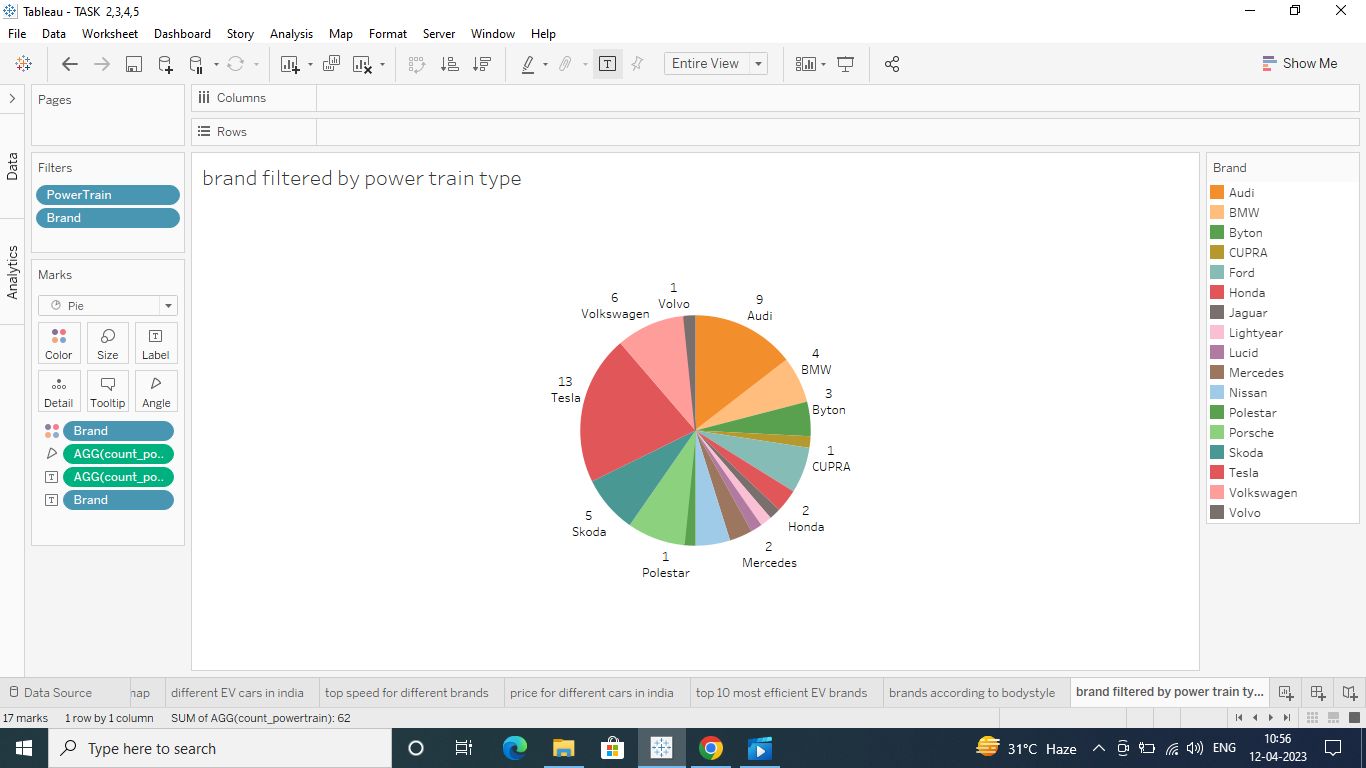 Tableau - TASK 2,3,4,5
File Data Worksheet Dashboard Story Analysis Map Format Server Window Help
Entire View
Show Me
Pages
Columns
Rows
Data
Analytics
Filters
PowerTrain
Brand
Marks
Pie
Color Size Label
Detail Tooltip Angle
Brand
AGG(count_po..
AGG(count_po..
Brand
brand filtered by power train type
1
Volvo
9
Audi
6
Volkswagen
4
BMW
13
Tesla
3
Byton
1
CUPRA
5
Skoda
2
Honda
1
Polestar
2
Mercedes
Brand
Audi
BMW
Byton
CUPRA
Ford
Honda
Jaguar
Lightyear
Lucid
Mercedes
Nissan
Polestar
Porsche
Skoda
Tesla
Volkswagen
Volvo
Data Source nap different EV cars in india top speed for different brands price for different cars in india top 10 most efficient EV brands brands according to bodystyle brand filtered by power train ty...
17 marks 1 row by 1 column SUM of AGG(count_powertrain): 62
Type here to search
31°C Haze
ENG
10:56
12-04-2023